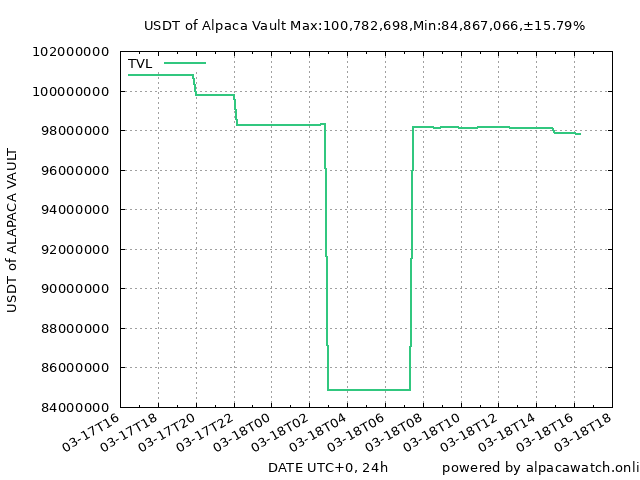 USDT of Alpaca Vault Max:100,782,698,Min:84,867,066,±15.79%
TVL
102000000
100000000
98000000
96000000
94000000
92000000
90000000
88000000
86000000
84000000
USDT of ALAPACA VAULT
03-17T16
03-17T18
03-17T20
03-17T22
03-18T00
03-18T02
03-18T04
03-18T06
03-18T08
03-18T10
03-18T12
03-18T14
03-18T16
03-18T18
DATE UTC+0, 24h
powered by alpacawatch.onli